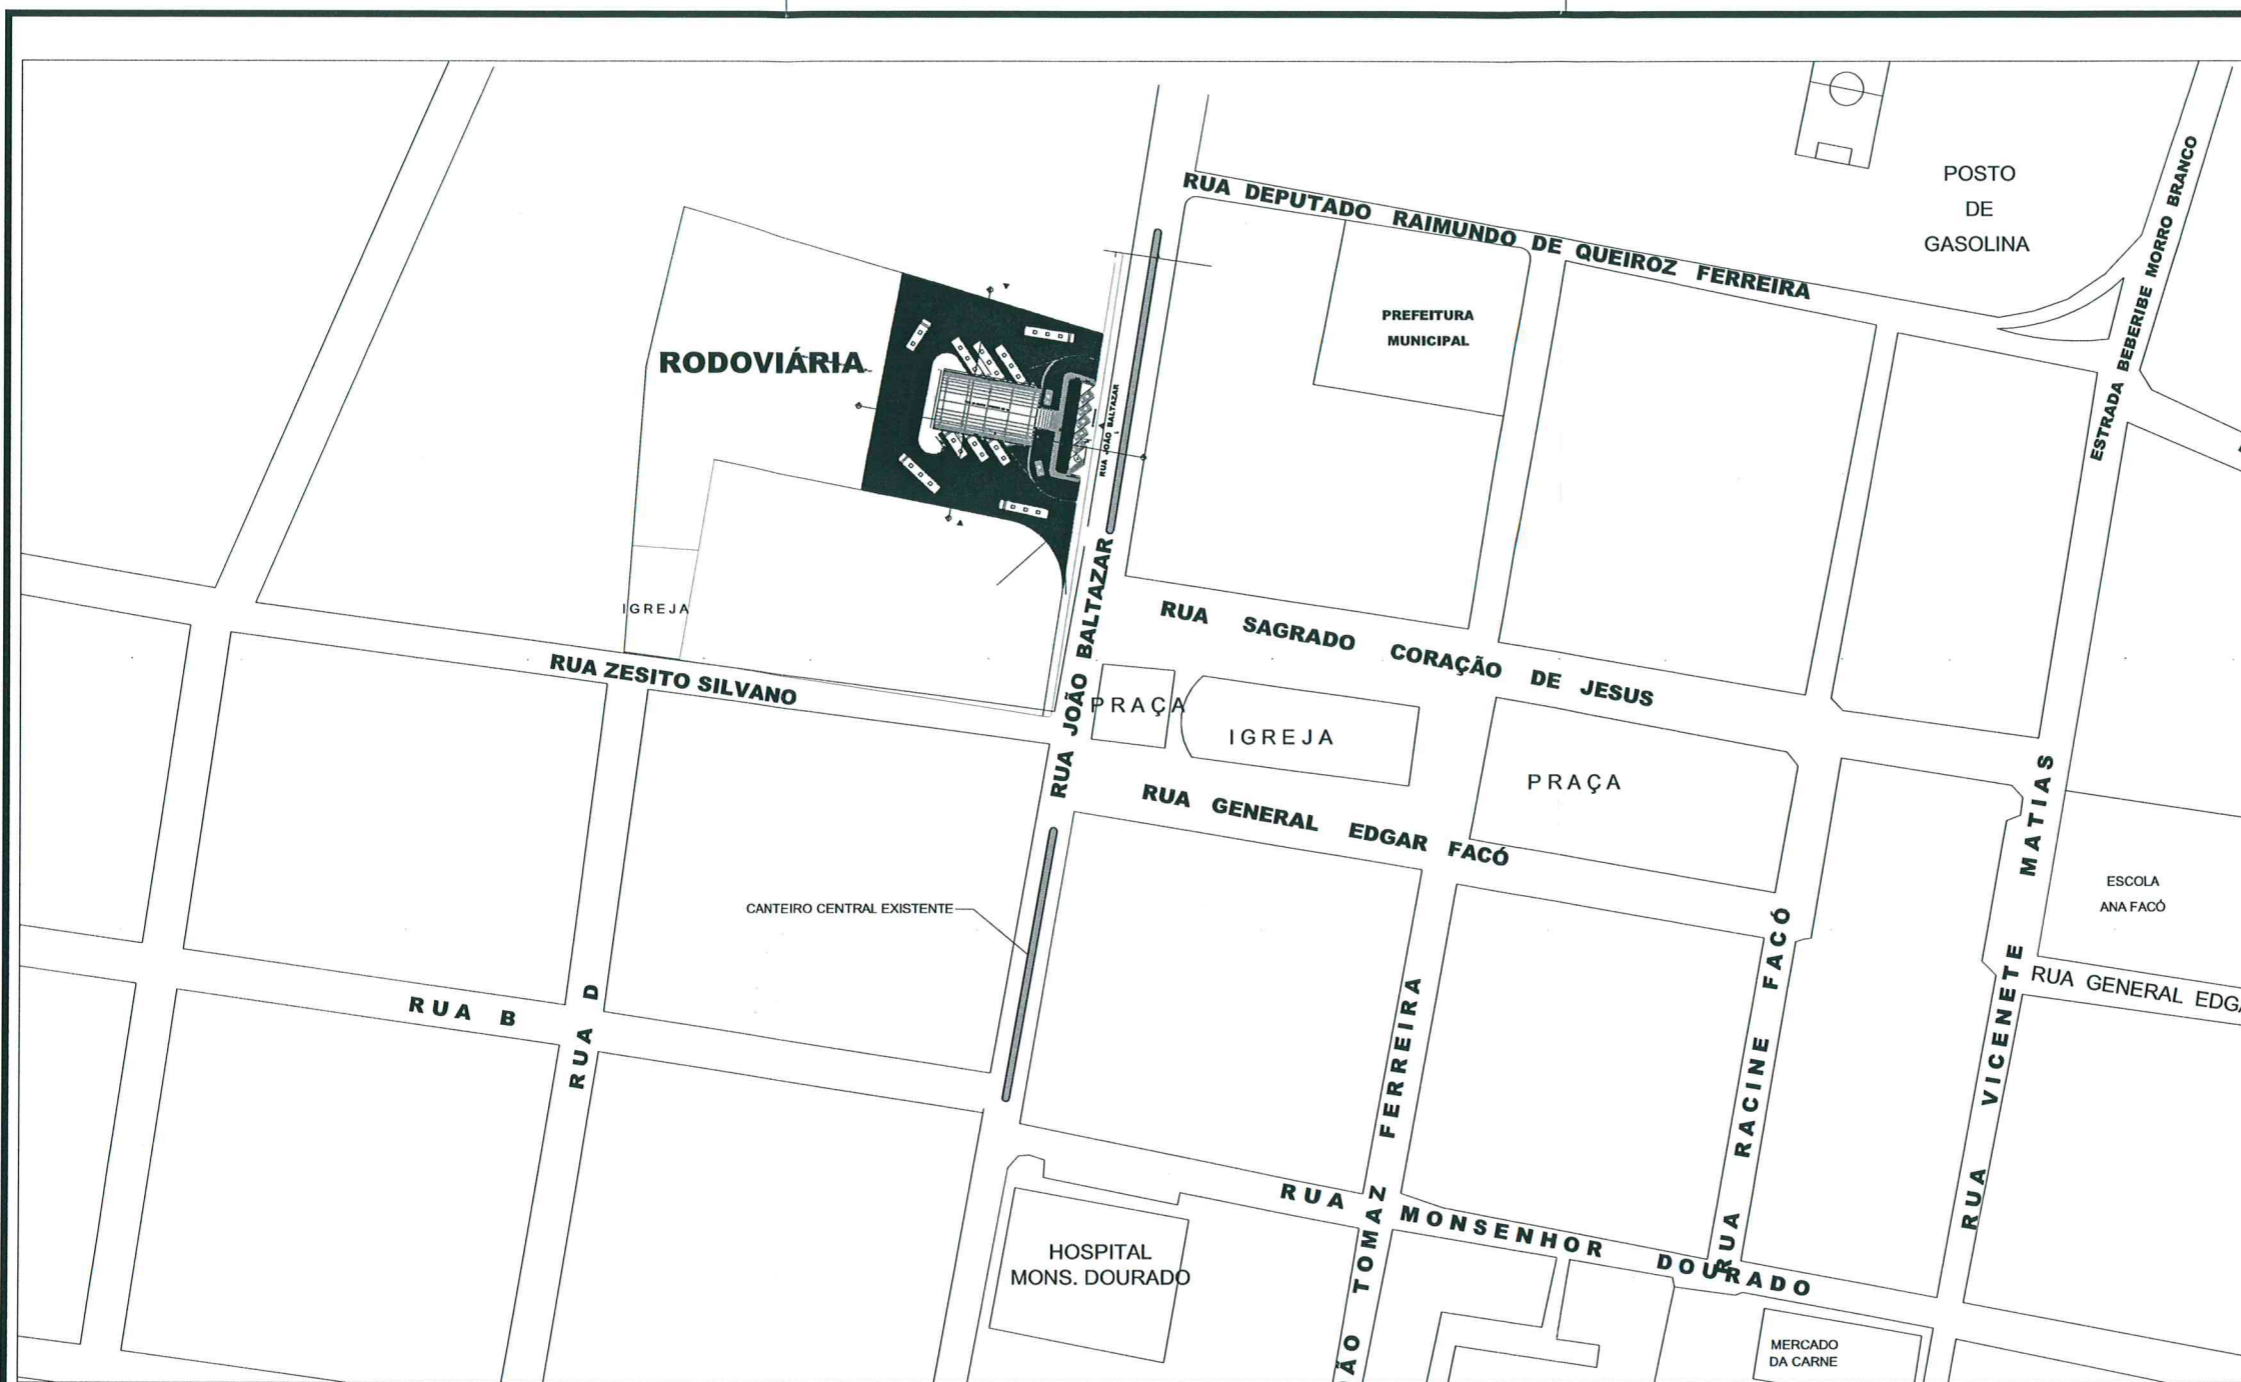 RUA DEPUTADO RAIMUNDO DE QUEIROZ FERREIRA
POSTO
DE
GASOLINA
ESTRADA BEBERIBE MORRO BRANCO
PREFEITURA
MUNICIPAL
RODOVIÁRIA
RUA JOÃO BALTAZAR
RUA JOÃO BALTAZAR
IGREJA
RUA ZESITO SILVANO
RUA SAGRADO CORAÇÃO DE JESUS
PRAÇA
IGREJA
PRAÇA
RUA GENERAL EDGAR FACÓ
CANTEIRO CENTRAL EXISTENTE
ESCOLA
ANA FACÓ
RUA GENERAL EDGA
RUA VICENETE MATIAS
RUA RACINE FACÓ
RUA B
RUA D
ÃO TOMAZ FERREIRA
RUA MONSENHOR DOURADO
HOSPITAL
MONS. DOURADO
MERCADO
DA CARNE